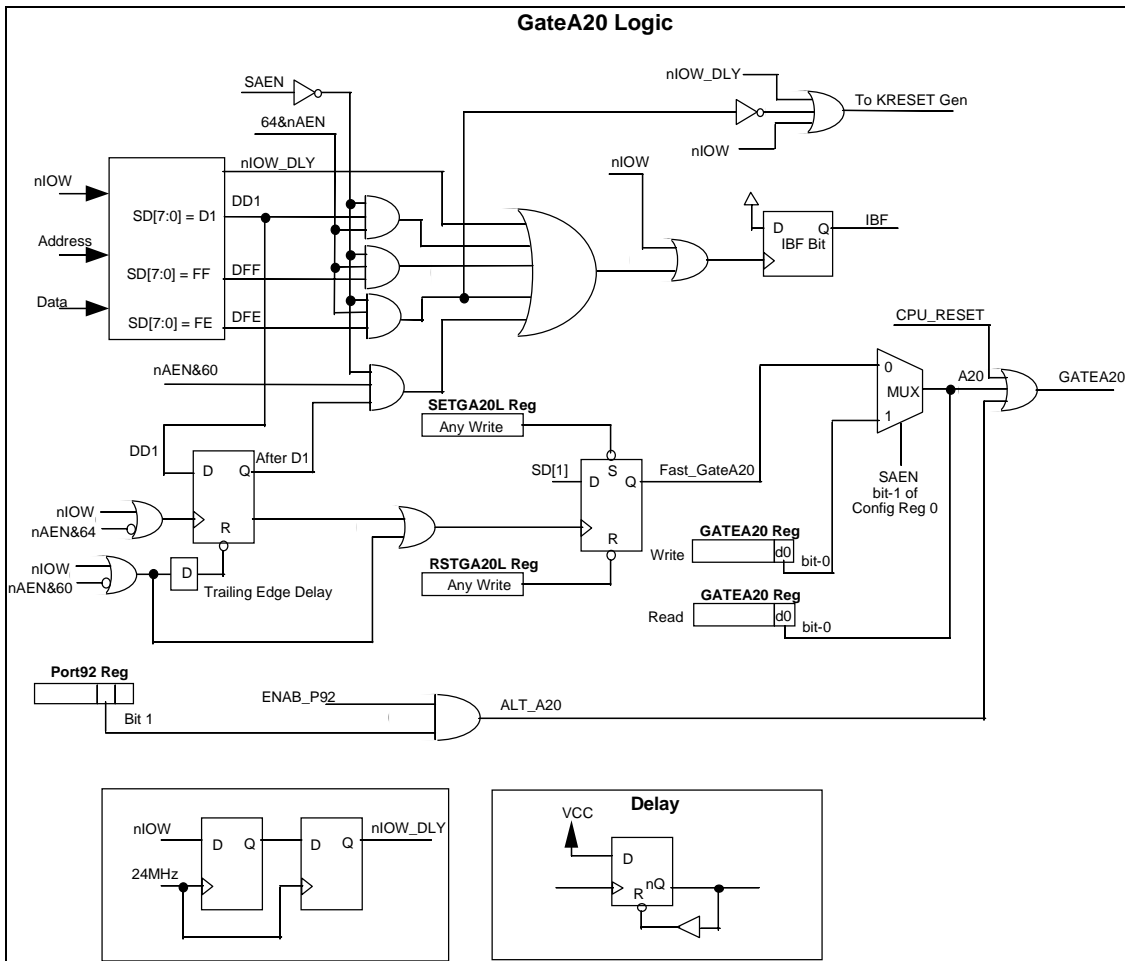 GateA20 Logic
nIOW_DLY
SAEN
To KRESET Gen
64&nAEN
nIOW
nIOW_DLY
nIOW
nIOW
DD1
SD[7:0] = D1
D Q
IBF
IBF Bit
Address
SD[7:0] = FF
DFF
Data
SD[7:0] = FE
DFE
CPU_RESET
nAEN&60
0
A20
GATEA20
MUX
SETGA20L Reg
1
Any Write
DD1
After D1
D Q
SD[1]
S
D Q
Fast_GateA20
SAEN
bit-1 of
Config Reg 0
nIOW
nAEN&64
R
R
GATEA20 Reg
Write
d0
bit-0
nIOW
nAEN&60
D
Trailing Edge Delay
RSTGA20L Reg
Any Write
GATEA20 Reg
Read
d0
bit-0
Port92 Reg
ENAB_P92
Bit 1
ALT_A20
Delay
nIOW
D Q
D Q
nIOW_DLY
24MHz
VCC
D
nQ
R